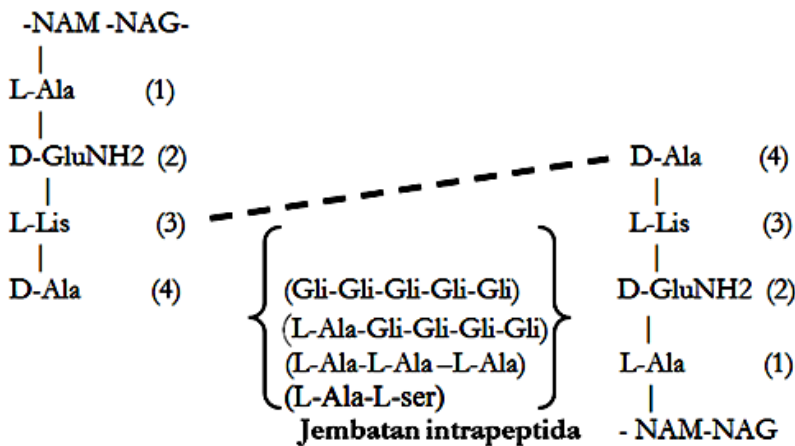 -NAM -NAG-
|
L-Ala (1)
|
D-GluNH2 (2) D-Ala (4)
| |
L-Lis (3) L-Lis (3)
| |
D-Ala (4) (Gli-Gli-Gli-Gli-Gli) D-GluNH2 (2)
(L-Ala-Gli-Gli-Gli-Gli) |
(L-Ala-L-Ala–L-Ala) L-Ala (1)
(L-Ala-L-ser) |
Jembatan intrapeptida - NAM-NAG